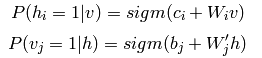 P(h_i = 1|v) = sigm(c_i + W_i v)
P(v_j = 1|h) = sigm(b_j + W'_j h)